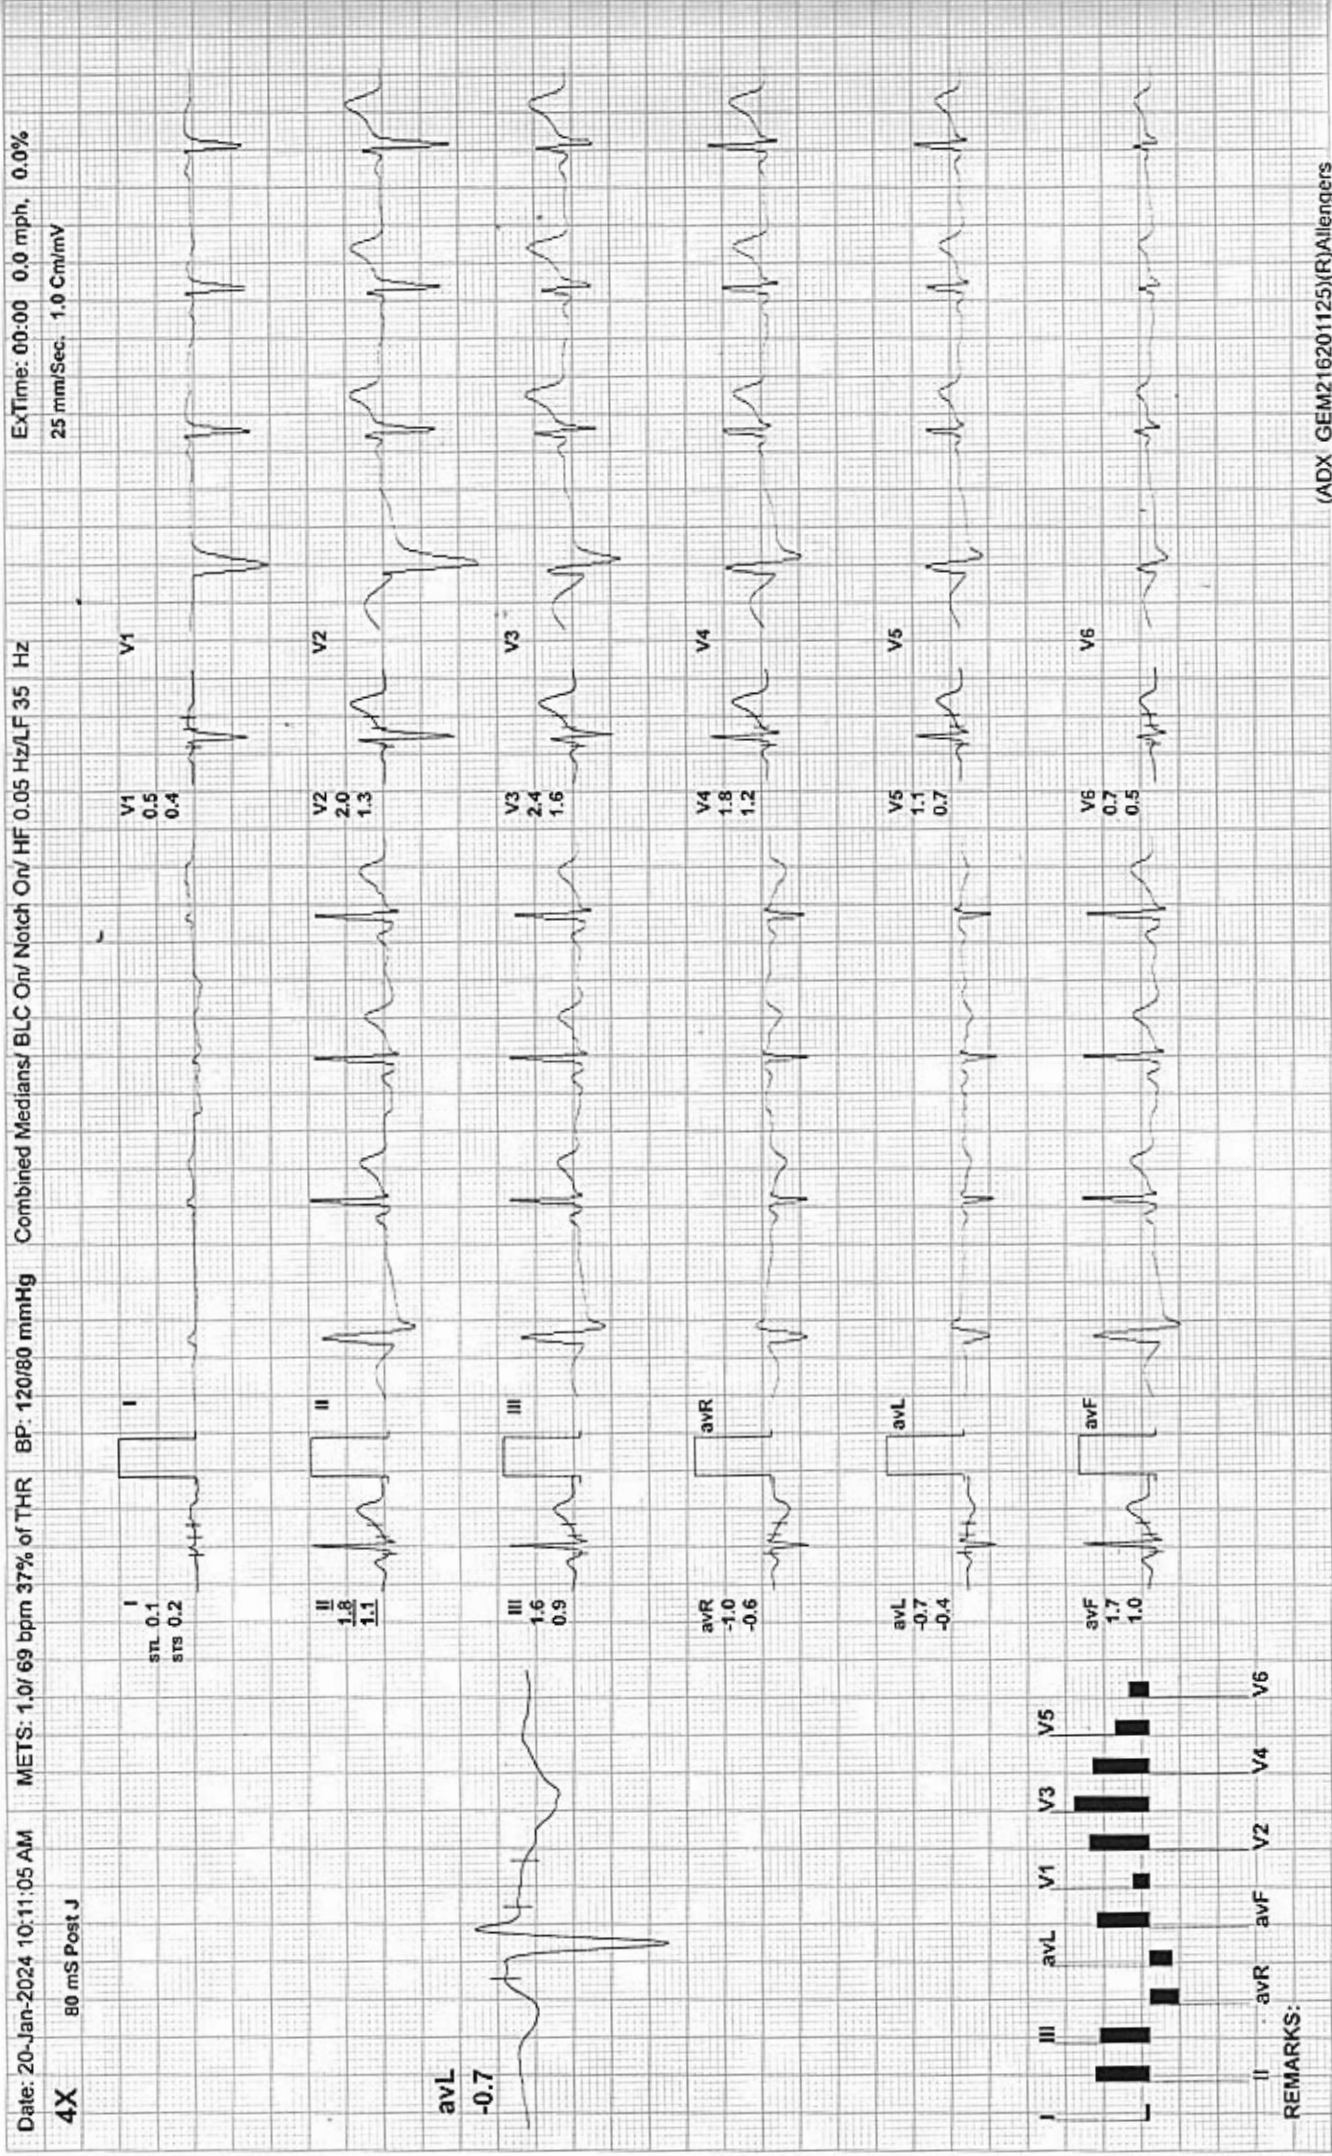 Date: 20-Jan-2024 10:11:05 AM METS: 1.0/ 69 bpm 37% of THR BP: 120/80 mmHg Combined Medians/ BLC On/ Notch On/ HF 0.05 Hz/LF 35 Hz ExTime: 00:00 0.0 mph, 0.0%
4X 80 mS Post J 25 mm/Sec. 1.0 Cm/mV
I
STL 0.1
STS 0.2
I
V1
0.5
0.4
V1
II
1.8
1.1
II
V2
2.0
1.3
V2
avL
-0.7
III
1.6
0.9
III
V3
2.4
1.6
V3
avR
-1.0
-0.6
avR
V4
1.8
1.2
V4
avL
-0.7
-0.4
avL
V5
1.1
0.7
V5
avF
1.7
1.0
avF
V6
0.7
0.5
V6
I III avL V1 V3 V5
II avR avF V2 V4 V6
REMARKS:
(ADX_GEM216201125)(R)Allengers